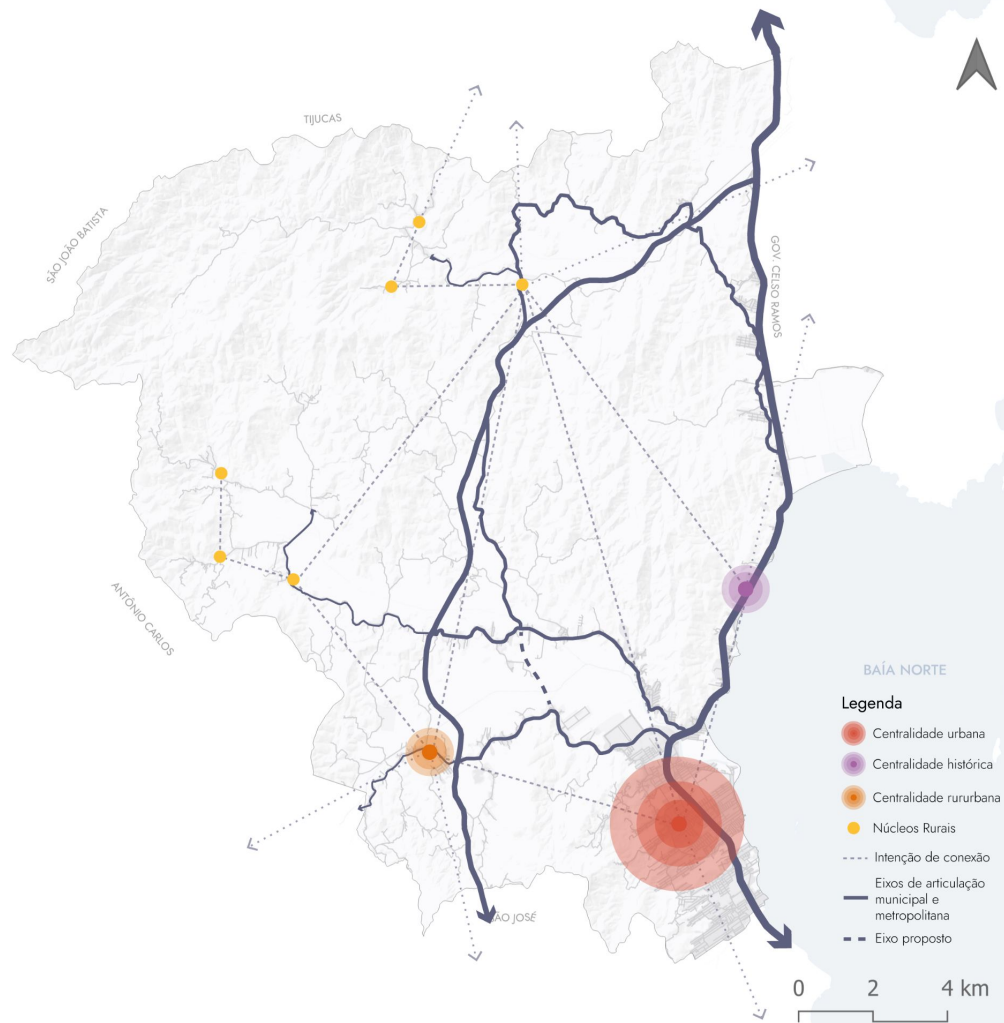 TIJUCAS
SÃO JOÃO BATISTA
GOV. CELSO RAMOS
ANTÔNIO CARLOS
SÃO JOSÉ
BAÍA NORTE
Legenda
Centralidade urbana
Centralidade histórica
Centralidade rururbana
Núcleos Rurais
Intenção de conexão
Eixos de articulação
municipal e
metropolitana
Eixo proposto
0 2 4 km